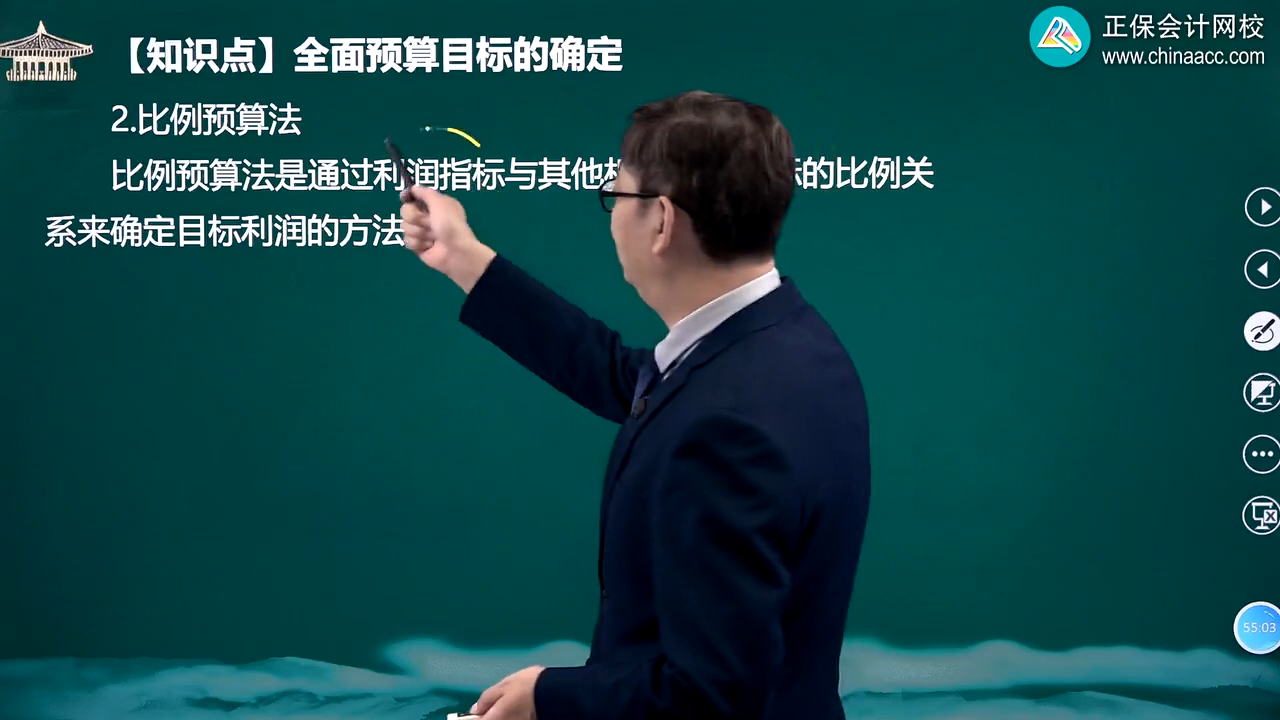 【知识点】全面预算目标的确定
正保会计网校
www.chinaacc.com
2.比例预算法
比例预算法是通过利润指标与其他 的比例关
系来确定目标利润的方法
55:03